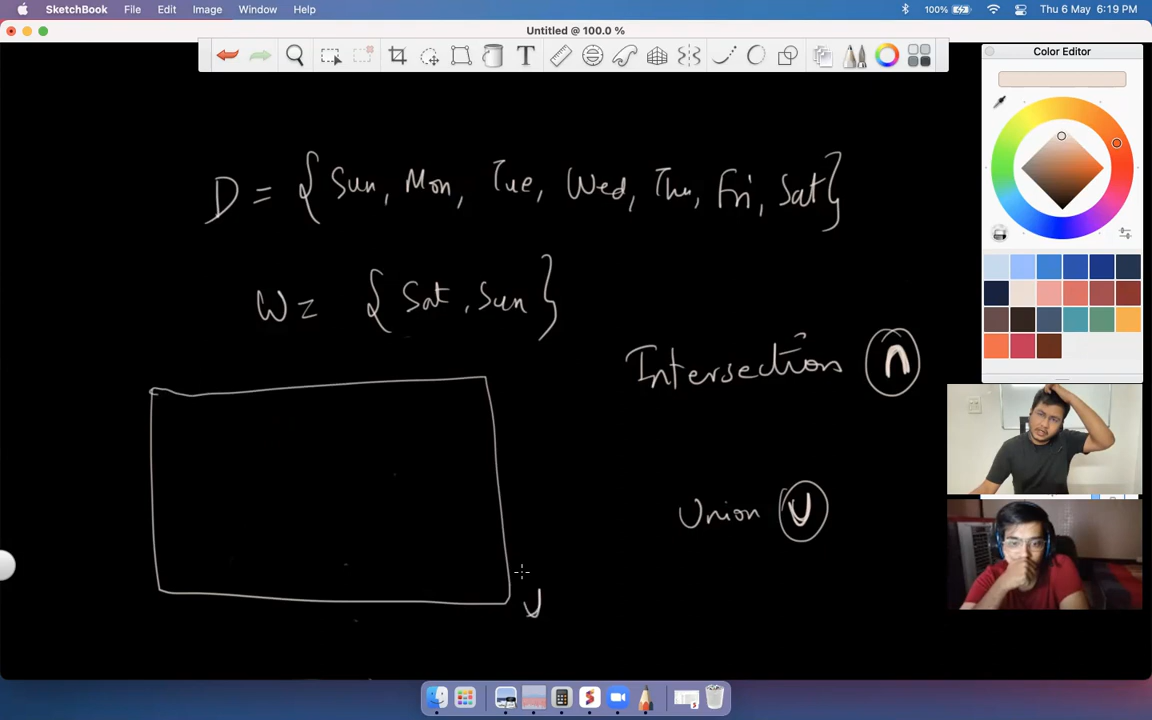 SketchBook File Edit Image Window Help 100% Thu 6 May 6:19 PM
Untitled @ 100.0 %
Color Editor
D = {Sun, Mon, Tue, Wed, Thu, Fri, Sat}
W = {Sat, Sun}
Intersection ∩
Union U
U